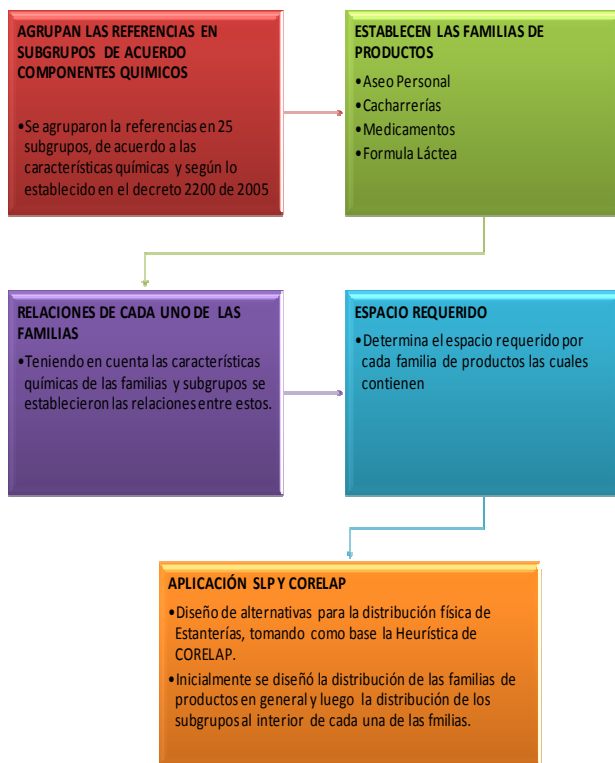 AGRUPAN LAS REFERENCIAS EN
SUBGRUPOS DE ACUERDO
COMPONENTES QUIMICOS
•Se agruparon la referencias en 25
subgrupos, de acuerdo a las
características químicas y según lo
establecido en el decreto 2200 de 2005
ESTABLECEN LAS FAMILIAS DE
PRODUCTOS
•Aseo Personal
•Cacharrerías
•Medicamentos
•Formula Láctea
RELACIONES DE CADA UNO DE LAS
FAMILIAS
•Teniendo en cuenta las características
químicas de las familias y subgrupos se
establecieron las relaciones entre estos.
ESPACIO REQUERIDO
•Determina el espacio requerido por
cada familia de productos las cuales
contienen
APLICACIÓN SLP Y CORELAP
•Diseño de alternativas para la distribución física de
Estanterías, tomando como base la Heurística de
CORELAP.
•Inicialmente se diseñó la distribución de las familias de
productos en general y luego la distribución de los
subgrupos al interior de cada una de las fmilias.